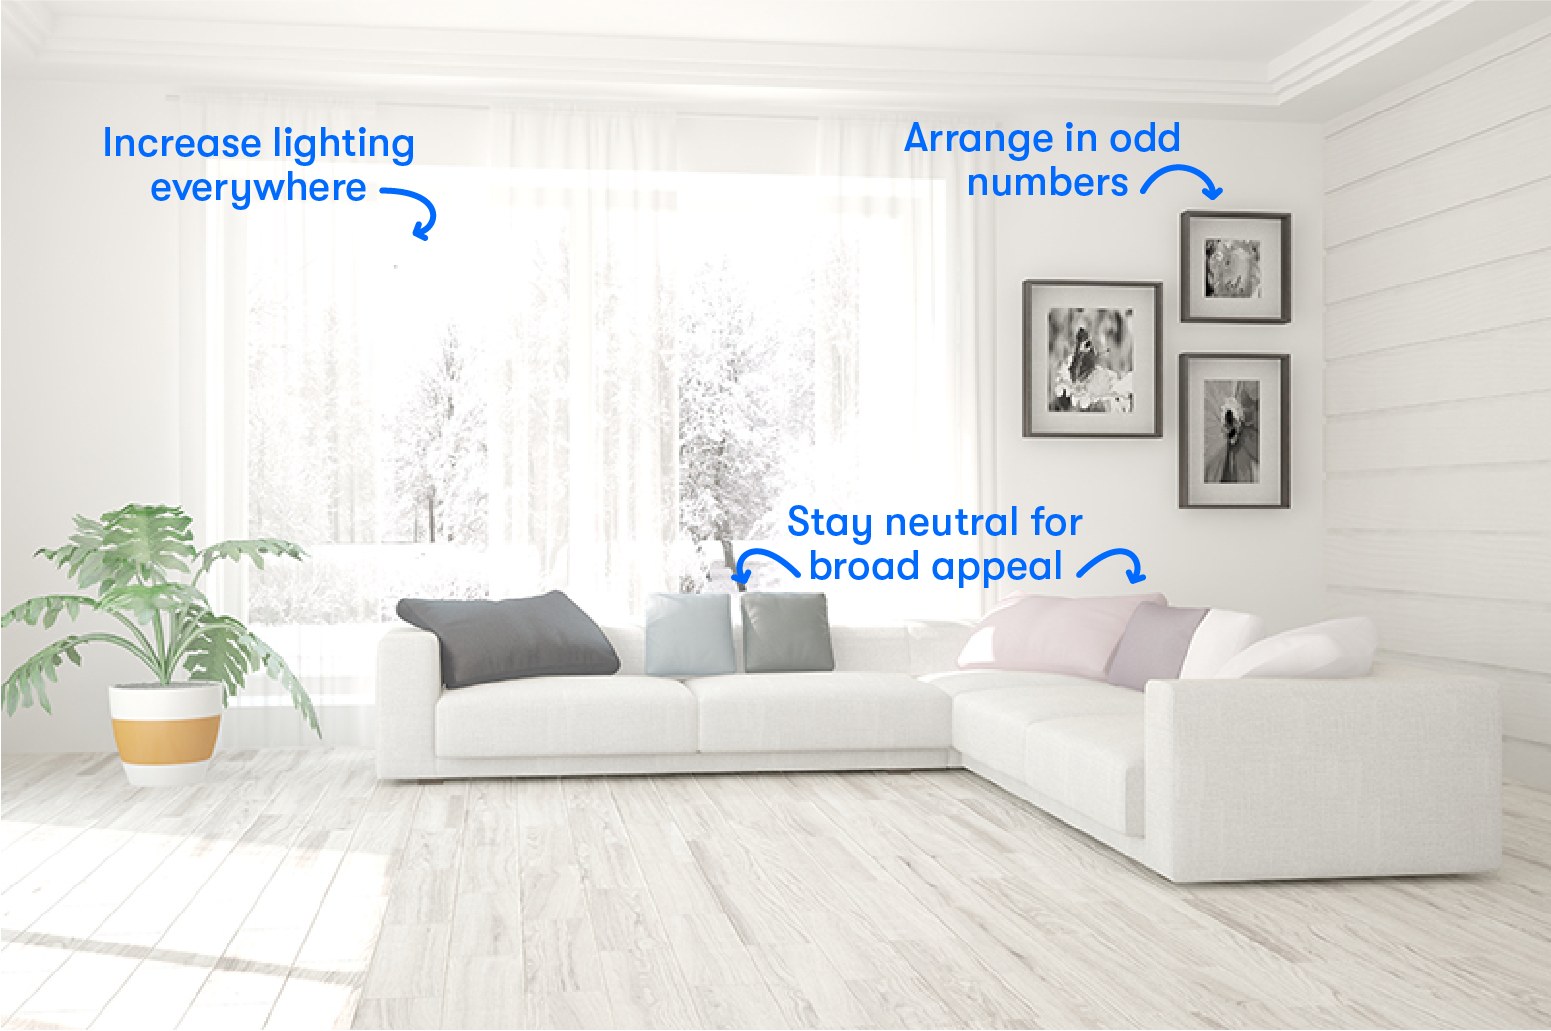 Increase lighting
everywhere
Arrange in odd
numbers
Stay neutral for
broad appeal